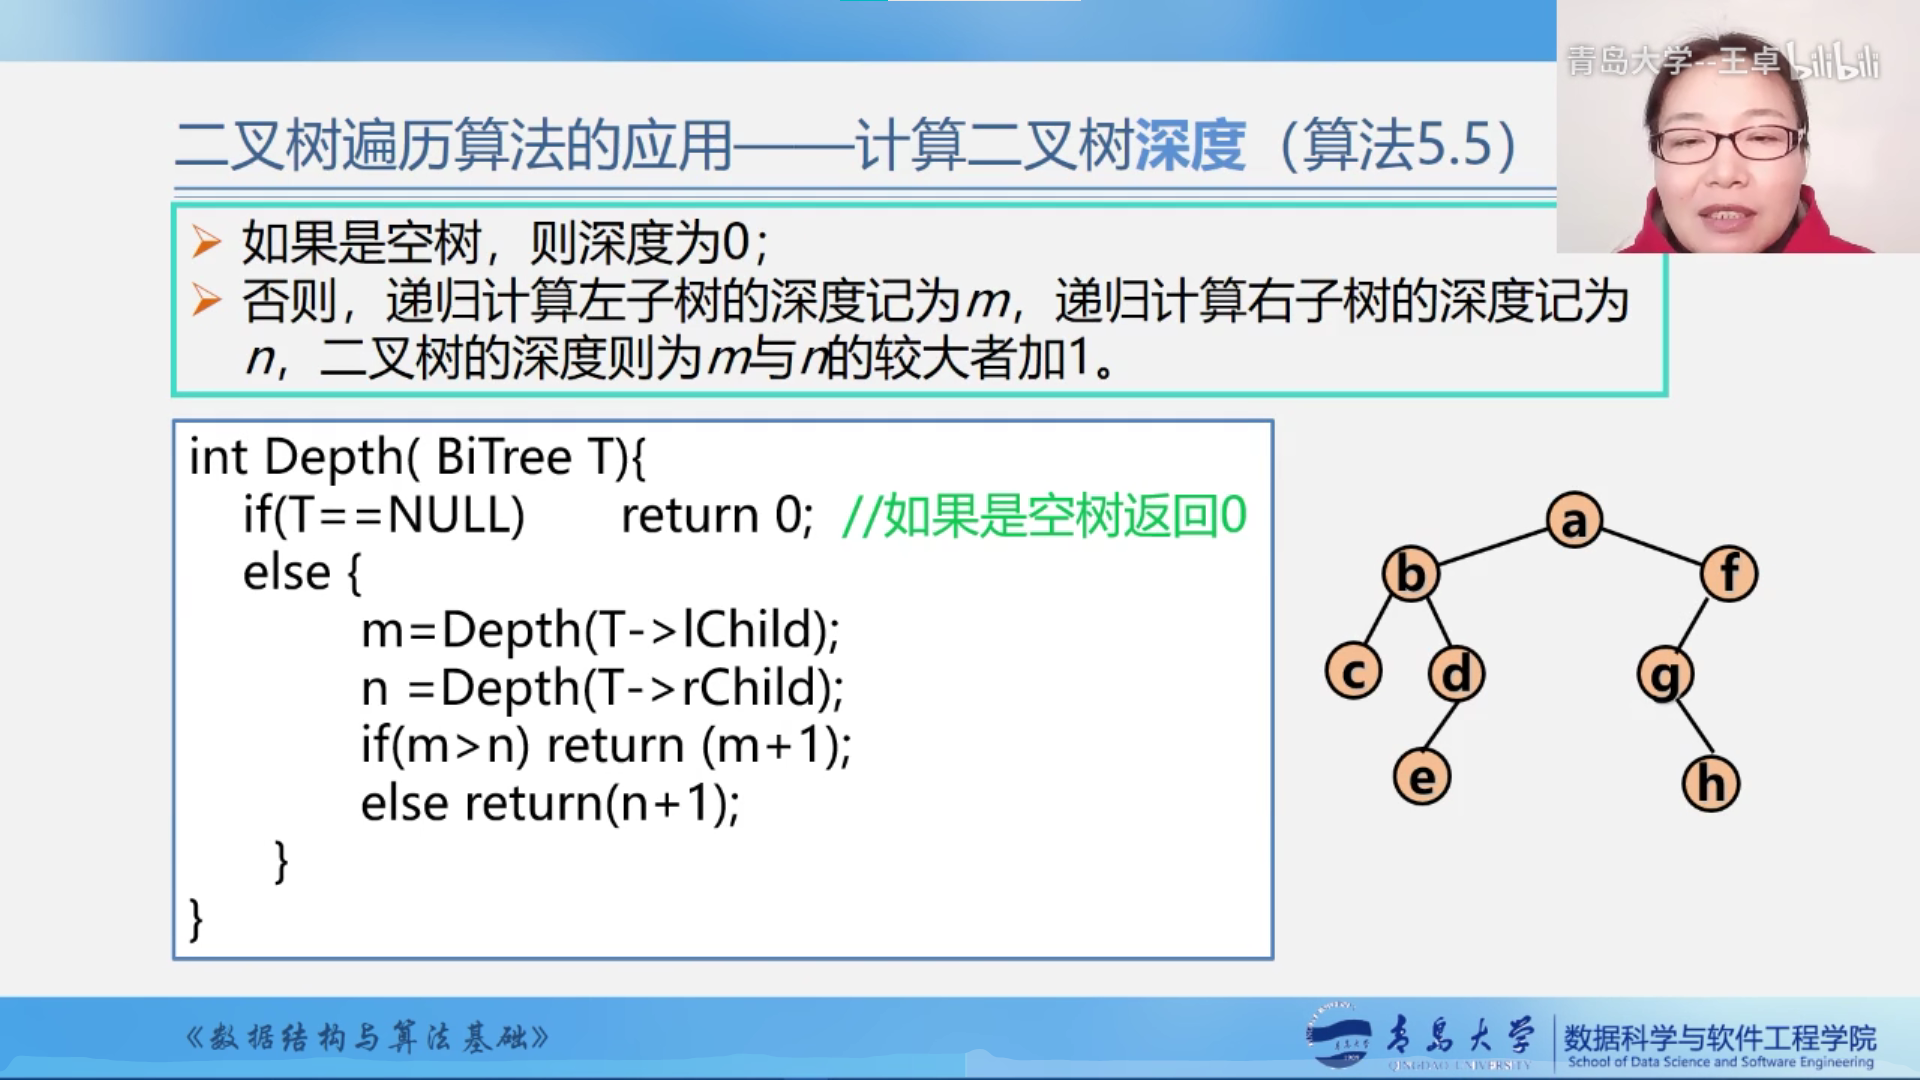 青岛大学--王卓 bilibili
二叉树遍历算法的应用——计算二叉树深度（算法5.5）
如果是空树，则深度为0；
否则，递归计算左子树的深度记为m，递归计算右子树的深度记为
n，二叉树的深度则为m与n的较大者加1。
int Depth( BiTree T){
if(T==NULL) return 0; //如果是空树返回0
else {
m=Depth(T->lChild);
n =Depth(T->rChild);
if(m>n) return (m+1);
else return(n+1);
}
}
a
b f
c d g
e h
《数据结构与算法基础》
青岛大学
QINGDAO UNIVERSITY
数据科学与软件工程学院
School of Data Science and Software Engineering